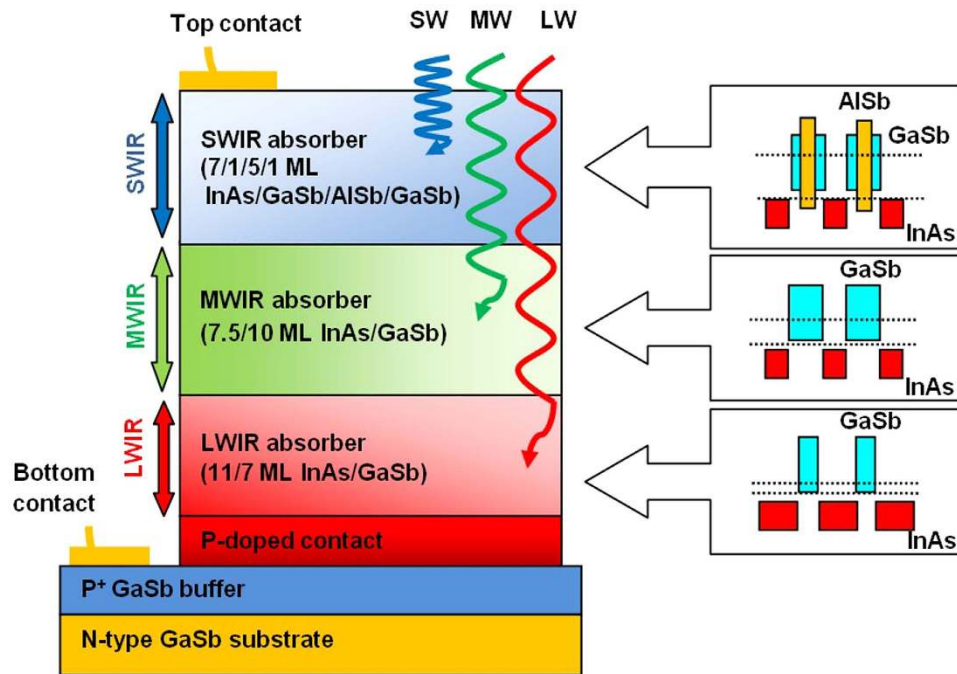 Top contact
SW MW LW
SWIR
SWIR absorber
(7/1/5/1 ML
InAs/GaSb/AlSb/GaSb)
AlSb
GaSb
InAs
MWIR
MWIR absorber
(7.5/10 ML InAs/GaSb)
GaSb
InAs
LWIR
LWIR absorber
(11/7 ML InAs/GaSb)
GaSb
InAs
Bottom
contact
P-doped contact
P⁺ GaSb buffer
N-type GaSb substrate